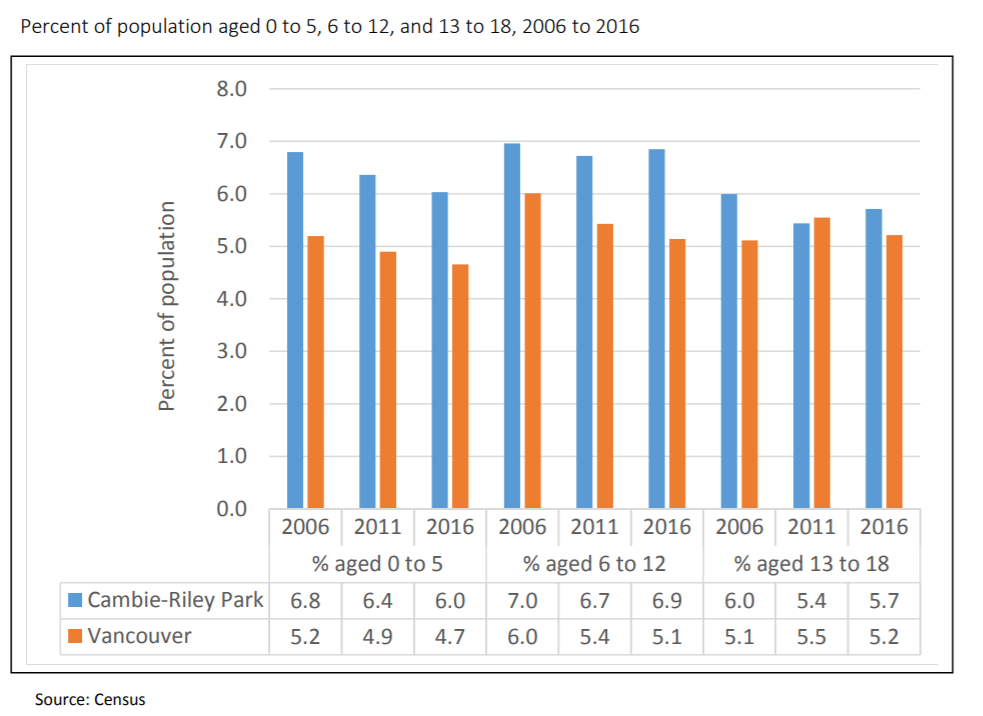 Percent of population aged 0 to 5, 6 to 12, and 13 to 18, 2006 to 2016
8.0
7.0
6.0
5.0
4.0
3.0
2.0
1.0
0.0
Percent of population
2006 2011 2016 2006 2011 2016 2006 2011 2016
% aged 0 to 5 % aged 6 to 12 % aged 13 to 18
Cambie-Riley Park 6.8 6.4 6.0 7.0 6.7 6.9 6.0 5.4 5.7
Vancouver 5.2 4.9 4.7 6.0 5.4 5.1 5.1 5.5 5.2
Source: Census